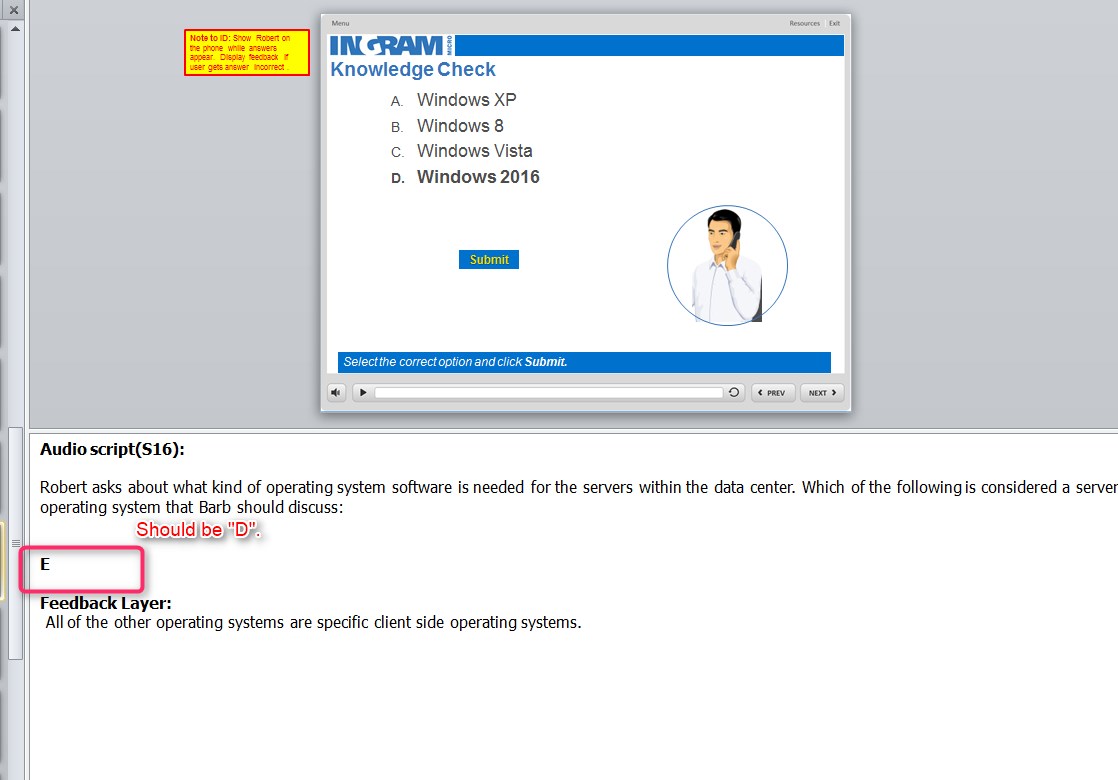 Menu
Resources
Exit
Note to ID: Show Robert on
the phone while answers
appear. Display feedback if
user gets answer incorrect .
INGRAM MICRO
Knowledge Check
A. Windows XP
B. Windows 8
C. Windows Vista
D. Windows 2016
Submit
Select the correct option and click Submit.
PREV
NEXT
Audio script(S16):
Robert asks about what kind of operating system software is needed for the servers within the data center. Which of the following is considered a server
operating system that Barb should discuss:
Should be "D".
E
Feedback Layer:
All of the other operating systems are specific client side operating systems.